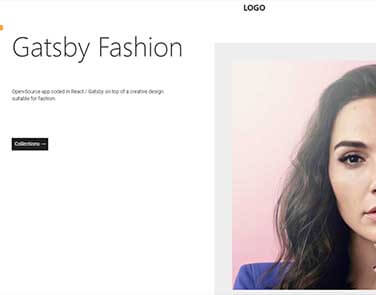 LOGO
Gatsby Fashion
Open-Source app coded in React / Gatsby on top of a creative design
suitable for fashion.
Collections →